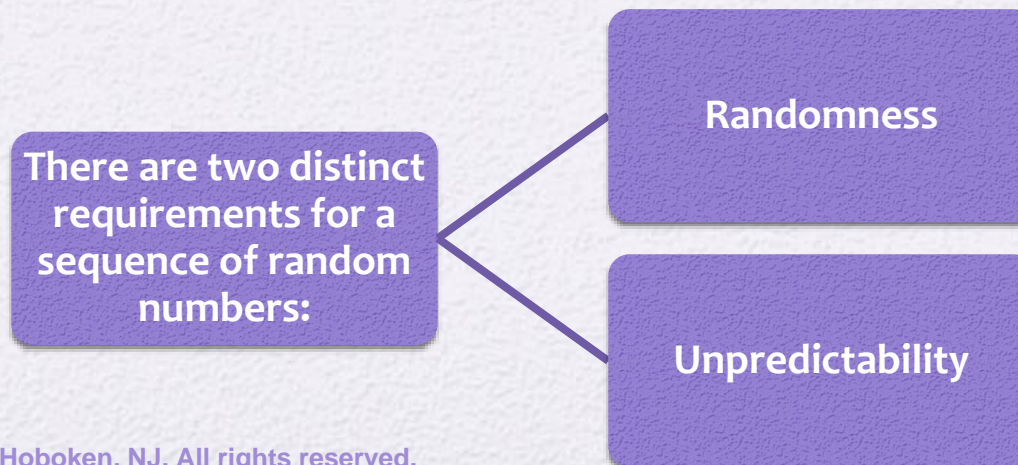 There are two distinct
requirements for a
sequence of random
numbers:
Randomness
Unpredictability
Hoboken, NJ. All rights reserved.